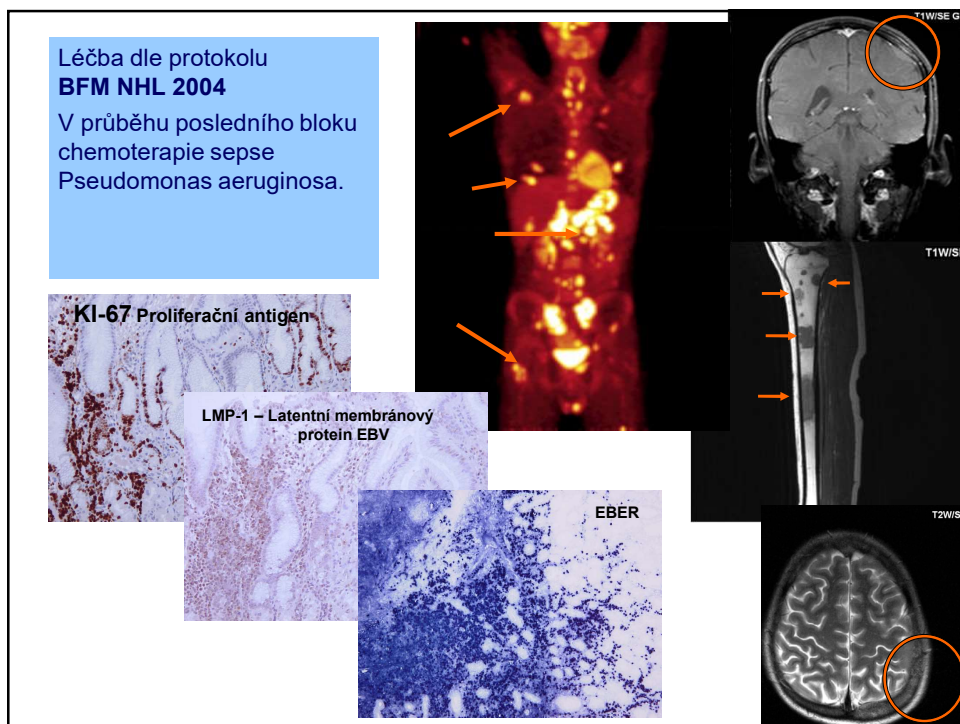 Léčba dle protokolu
BFM NHL 2004
V průběhu posledního bloku
chemoterapie sepse
Pseudomonas aeruginosa.
KI-67 Proliferační antigen
LMP-1 – Latentní membránový
protein EBV
EBER
T1W/SE G
T1W/S
T2W/S